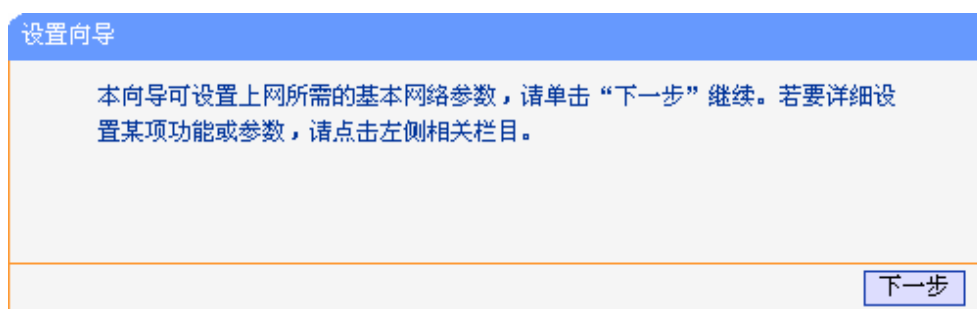 设置向导
本向导可设置上网所需的基本网络参数，请单击“下一步”继续。若要详细设
置某项功能或参数，请点击左侧相关栏目。
下一步